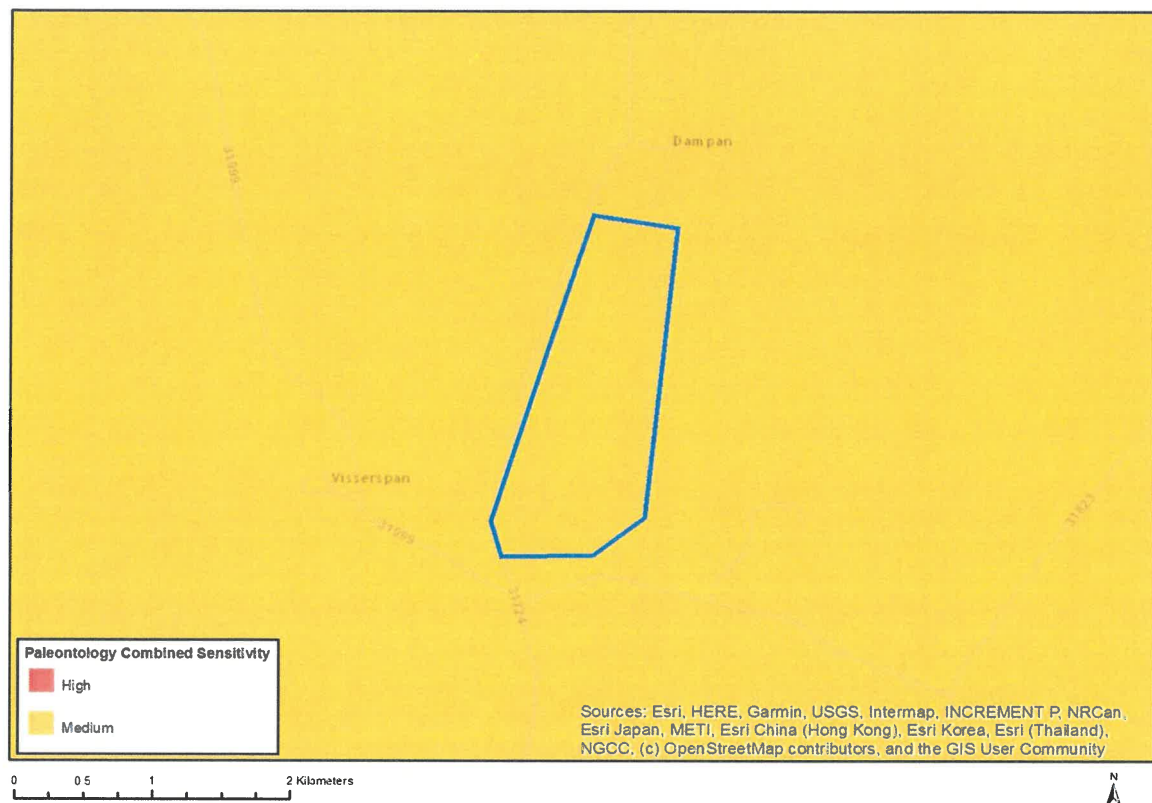 Dampan
31099
Visserspan
31099
31823
31724
Paleontology Combined Sensitivity
High
Medium
Sources: Esri, HERE, Garmin, USGS, Intermap, INCREMENT P, NRCan,
Esri Japan, METI, Esri China (Hong Kong), Esri Korea, Esri (Thailand),
NGCC, (c) OpenStreetMap contributors, and the GIS User Community
0 0.5 1 2 Kilometers
N